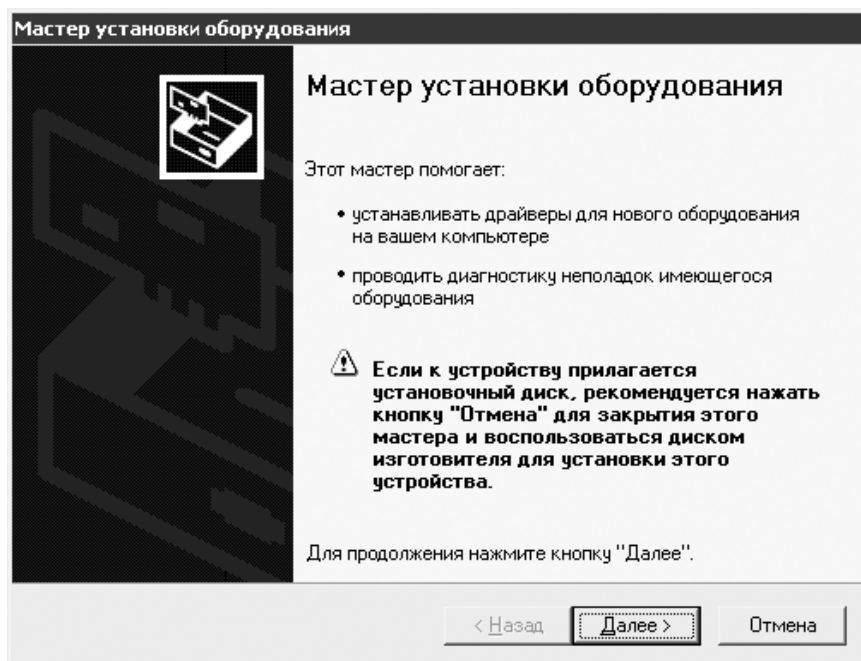 Мастер установки оборудования
Мастер установки оборудования
Этот мастер помогает:
• устанавливать драйверы для нового оборудования
на вашем компьютере
• проводить диагностику неполадок имеющегося
оборудования
Если к устройству прилагается
установочный диск, рекомендуется нажать
кнопку "Отмена" для закрытия этого
мастера и воспользоваться диском
изготовителя для установки этого
устройства.
Для продолжения нажмите кнопку "Далее".
< Назад Далее > Отмена